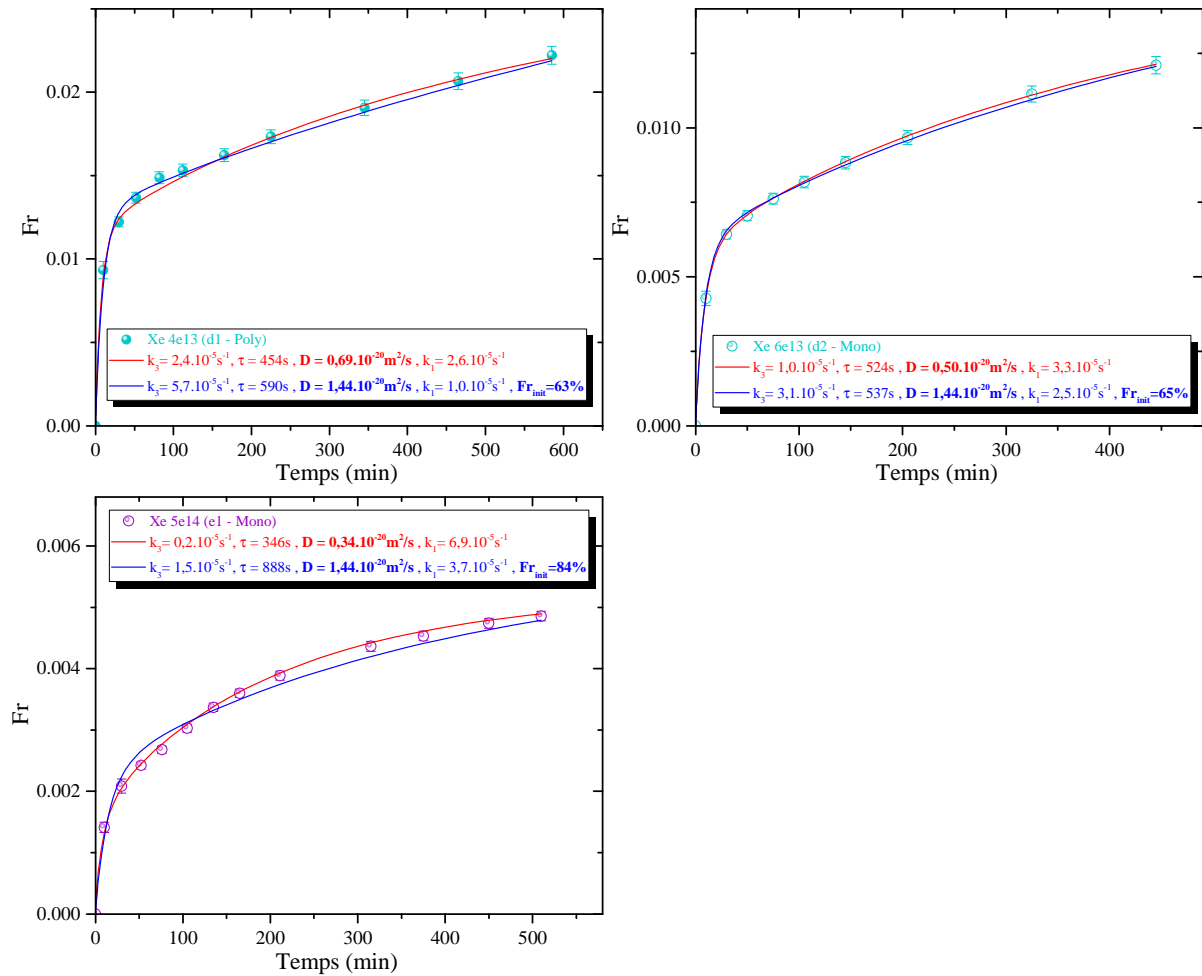 0.02
0.01
0.00
Fr
Xe 4e13 (d1 - Poly)
k₃= 2,4.10⁻⁵s⁻¹, τ = 454s , D = 0,69.10⁻²⁰m²/s , k₁= 2,6.10⁻⁵s⁻¹
k₃= 5,7.10⁻⁵s⁻¹, τ = 590s , D = 1,44.10⁻²⁰m²/s , k₁= 1,0.10⁻⁵s⁻¹ , Fr_init=63%
0 100 200 300 400 500 600
Temps (min)
0.010
0.005
0.000
Fr
Xe 6e13 (d2 - Mono)
k₃= 1,0.10⁻⁵s⁻¹, τ = 524s , D = 0,50.10⁻²⁰m²/s , k₁= 3,3.10⁻⁵s⁻¹
k₃= 3,1.10⁻⁵s⁻¹, τ = 537s , D = 1,44.10⁻²⁰m²/s , k₁= 2,5.10⁻⁵s⁻¹ , Fr_init=65%
0 100 200 300 400
Temps (min)
0.006
0.004
0.002
0.000
Fr
Xe 5e14 (e1 - Mono)
k₃= 0,2.10⁻⁵s⁻¹, τ = 346s , D = 0,34.10⁻²⁰m²/s , k₁= 6,9.10⁻⁵s⁻¹
k₃= 1,5.10⁻⁵s⁻¹, τ = 888s , D = 1,44.10⁻²⁰m²/s , k₁= 3,7.10⁻⁵s⁻¹ , Fr_init=84%
0 100 200 300 400 500
Temps (min)